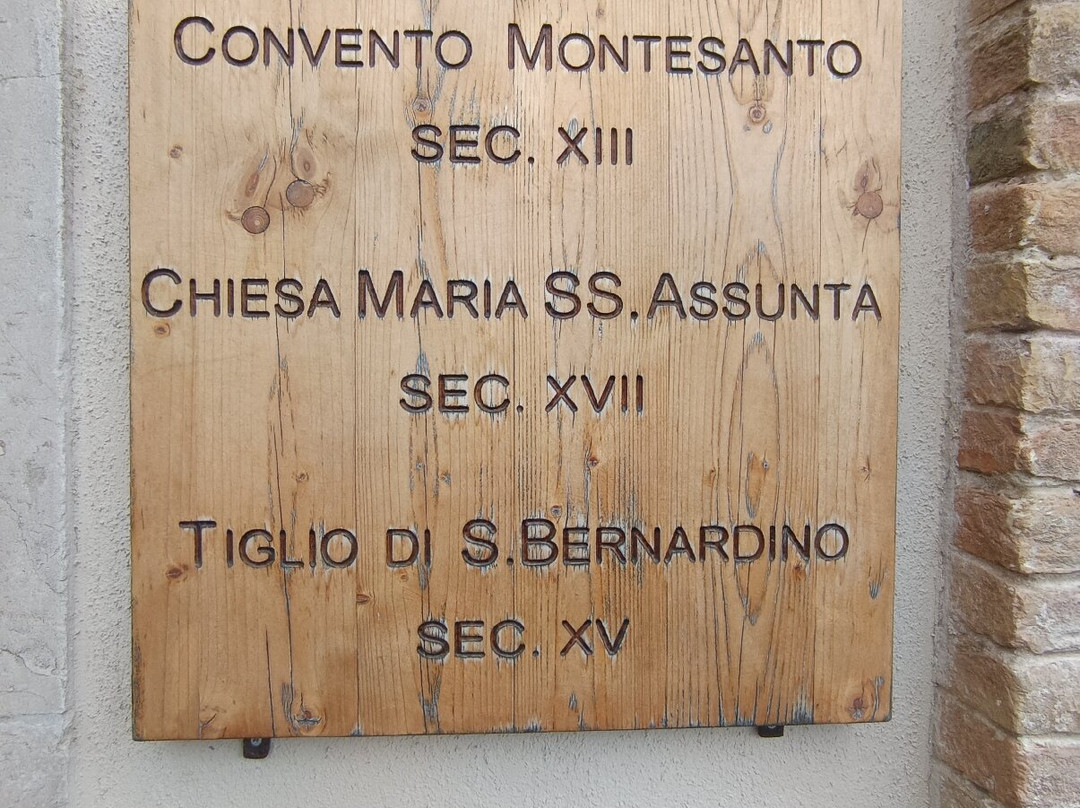 CONVENTO MONTESANTO
SEC. XIII
CHIESA MARIA SS. ASSUNTA
SEC. XVII
TIGLIO DI S. BERNARDINO
SEC. XV